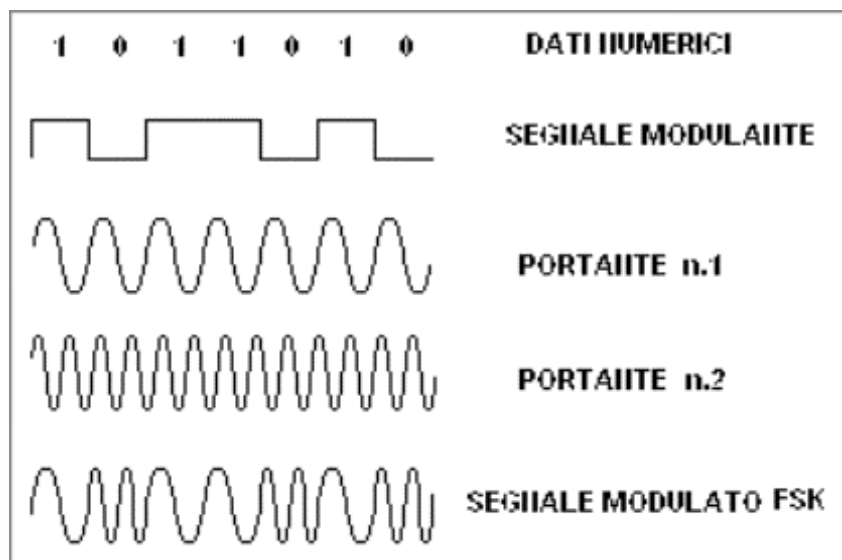 1 0 1 1 0 1 0 DATI NUMERICI
SEGNALE MODULANTE
PORTANTE n.1
PORTANTE n.2
SEGNALE MODULATO FSK